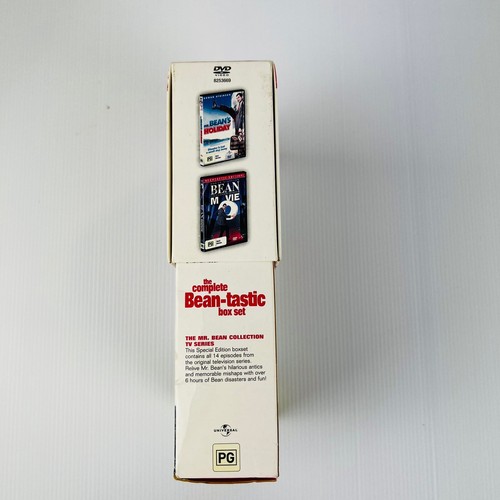 DVD
VIDEO
8253669
MR. BEAN'S
HOLIDAY
PG
BEAN
MOVIE
the
complete
Bean-tastic
box set
THE MR. BEAN COLLECTION
TV SERIES
This Special Edition boxset
contains all 14 episodes from
the original television series.
Relive Mr. Bean's hilarious antics
and memorable mishaps with over
6 hours of Bean disasters and fun!
UNIVERSAL
PG